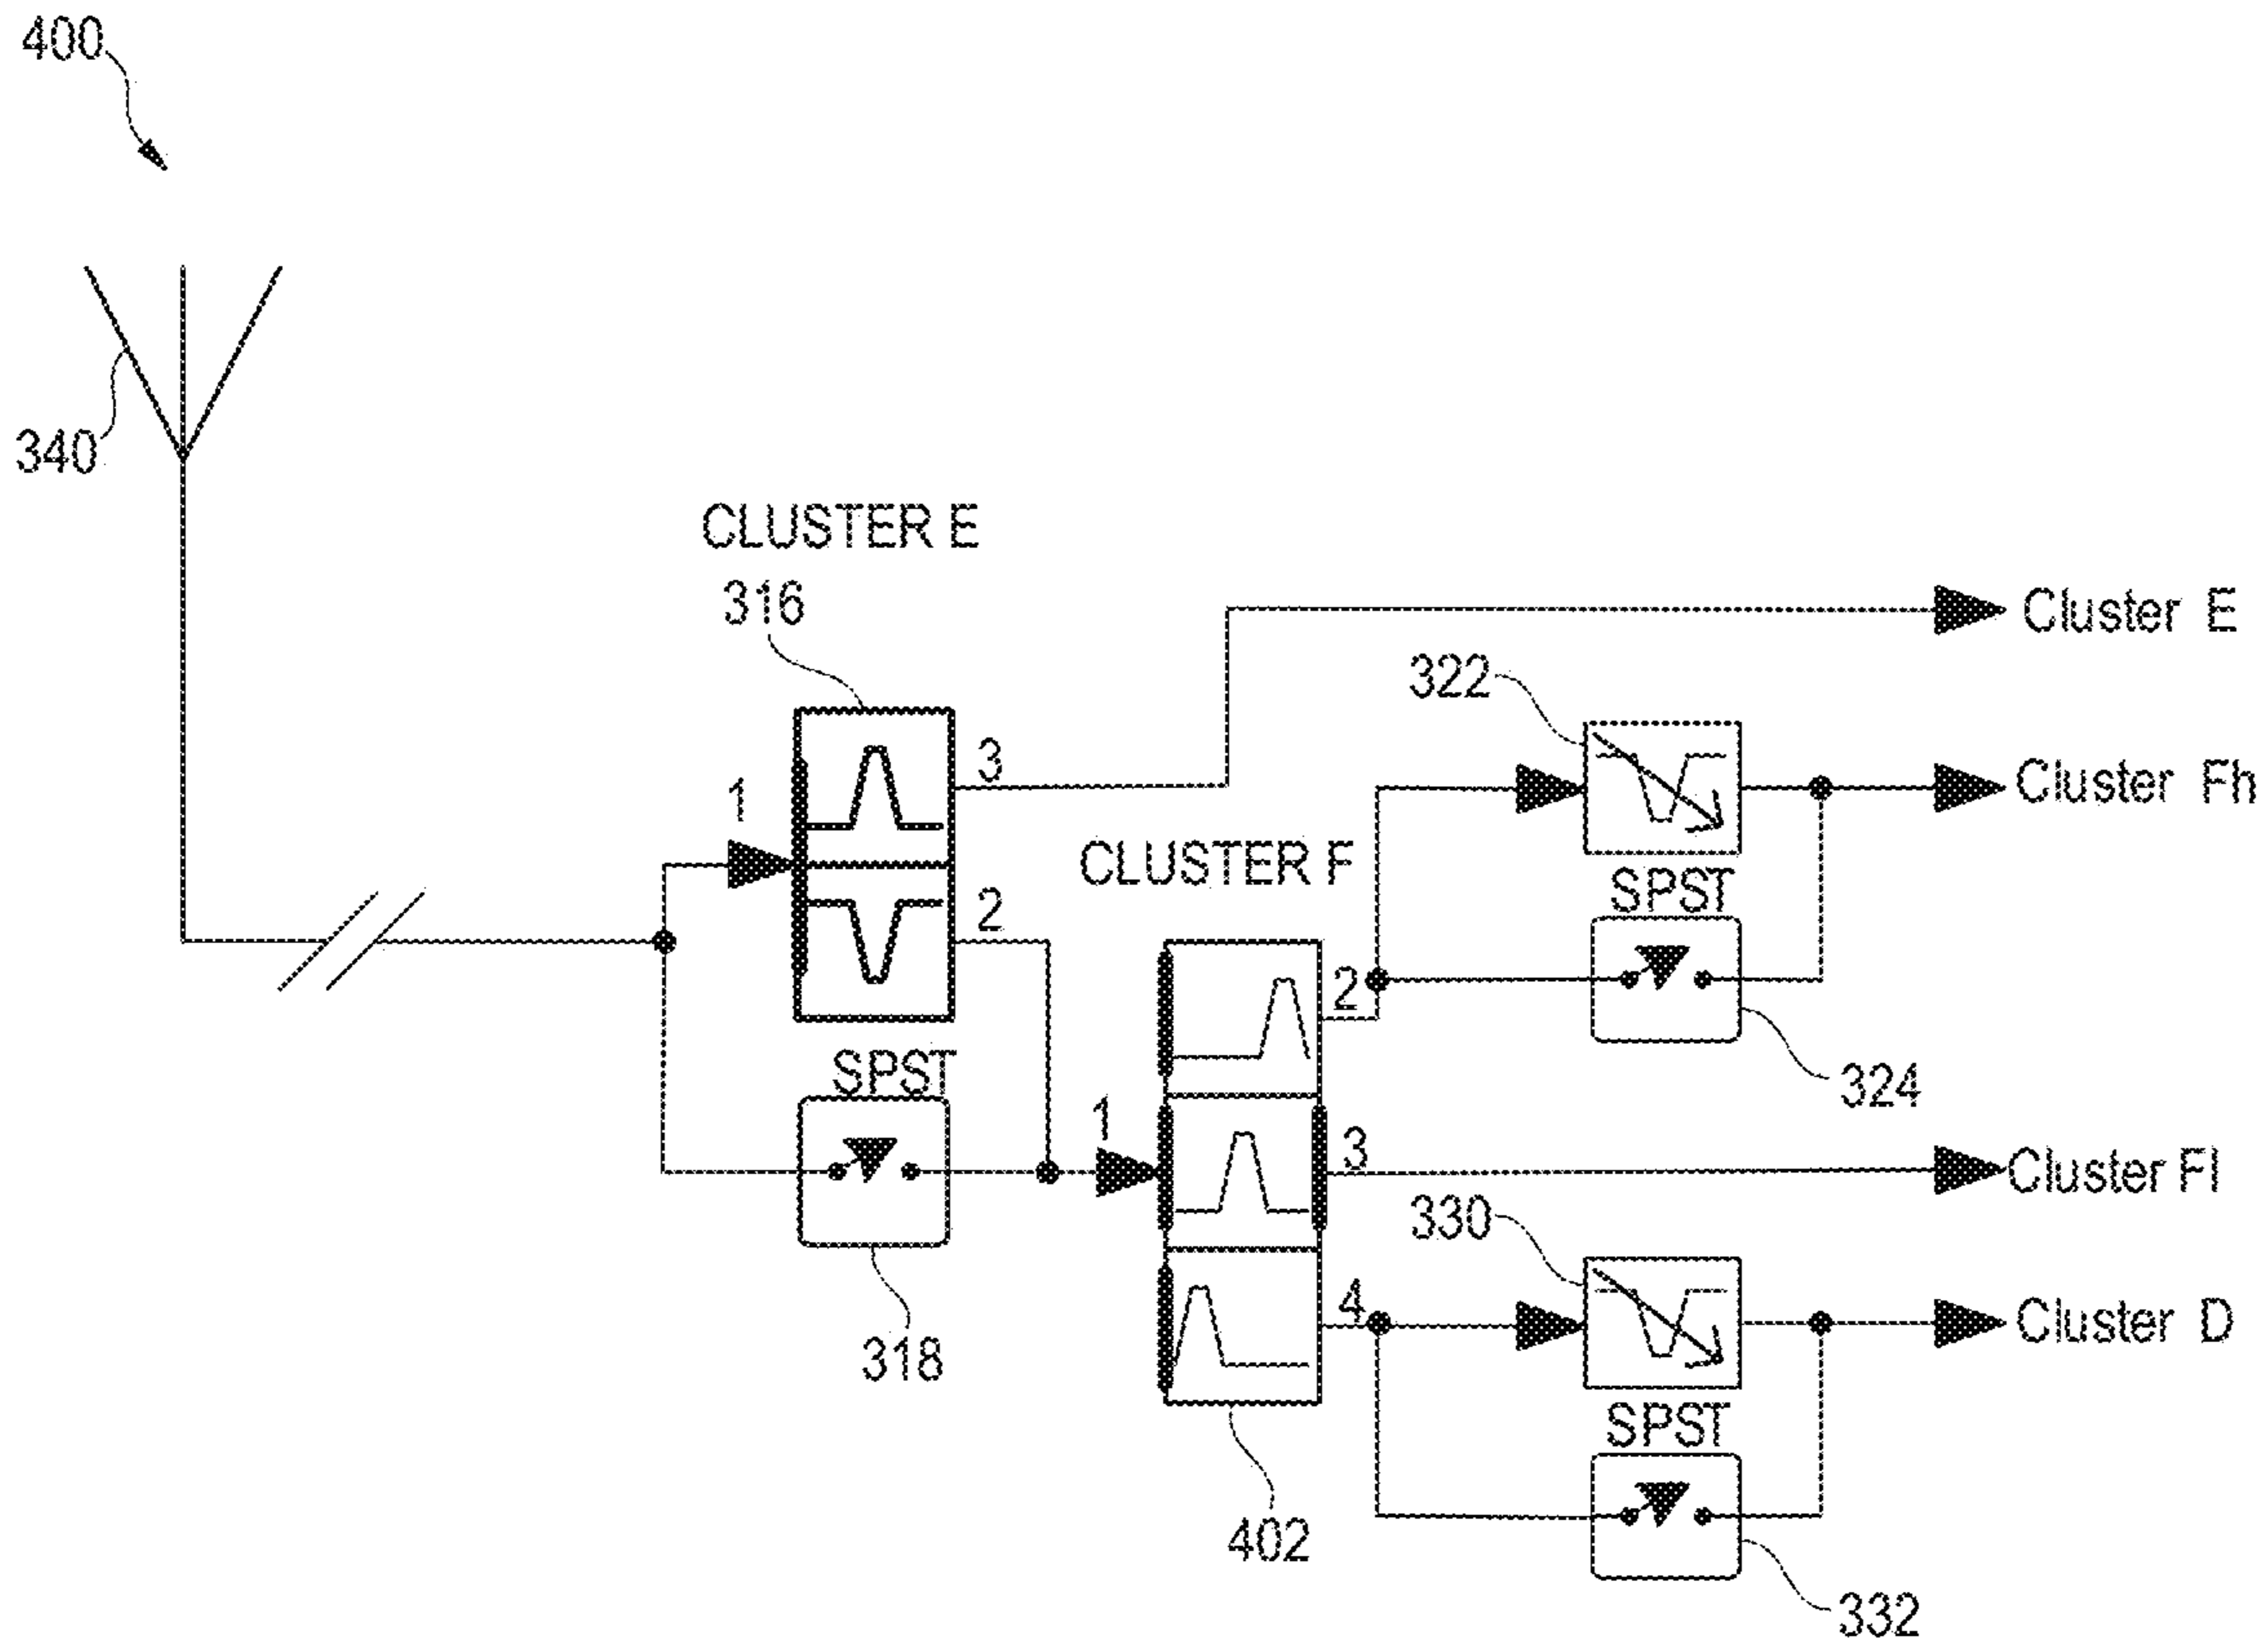 400
340
CLUSTER E
316
Cluster E
322
3
1
Cluster Fh
CLUSTER F
SPST
2
2
324
SPST
1
3
Cluster Fl
330
318
4
Cluster D
SPST
402
332